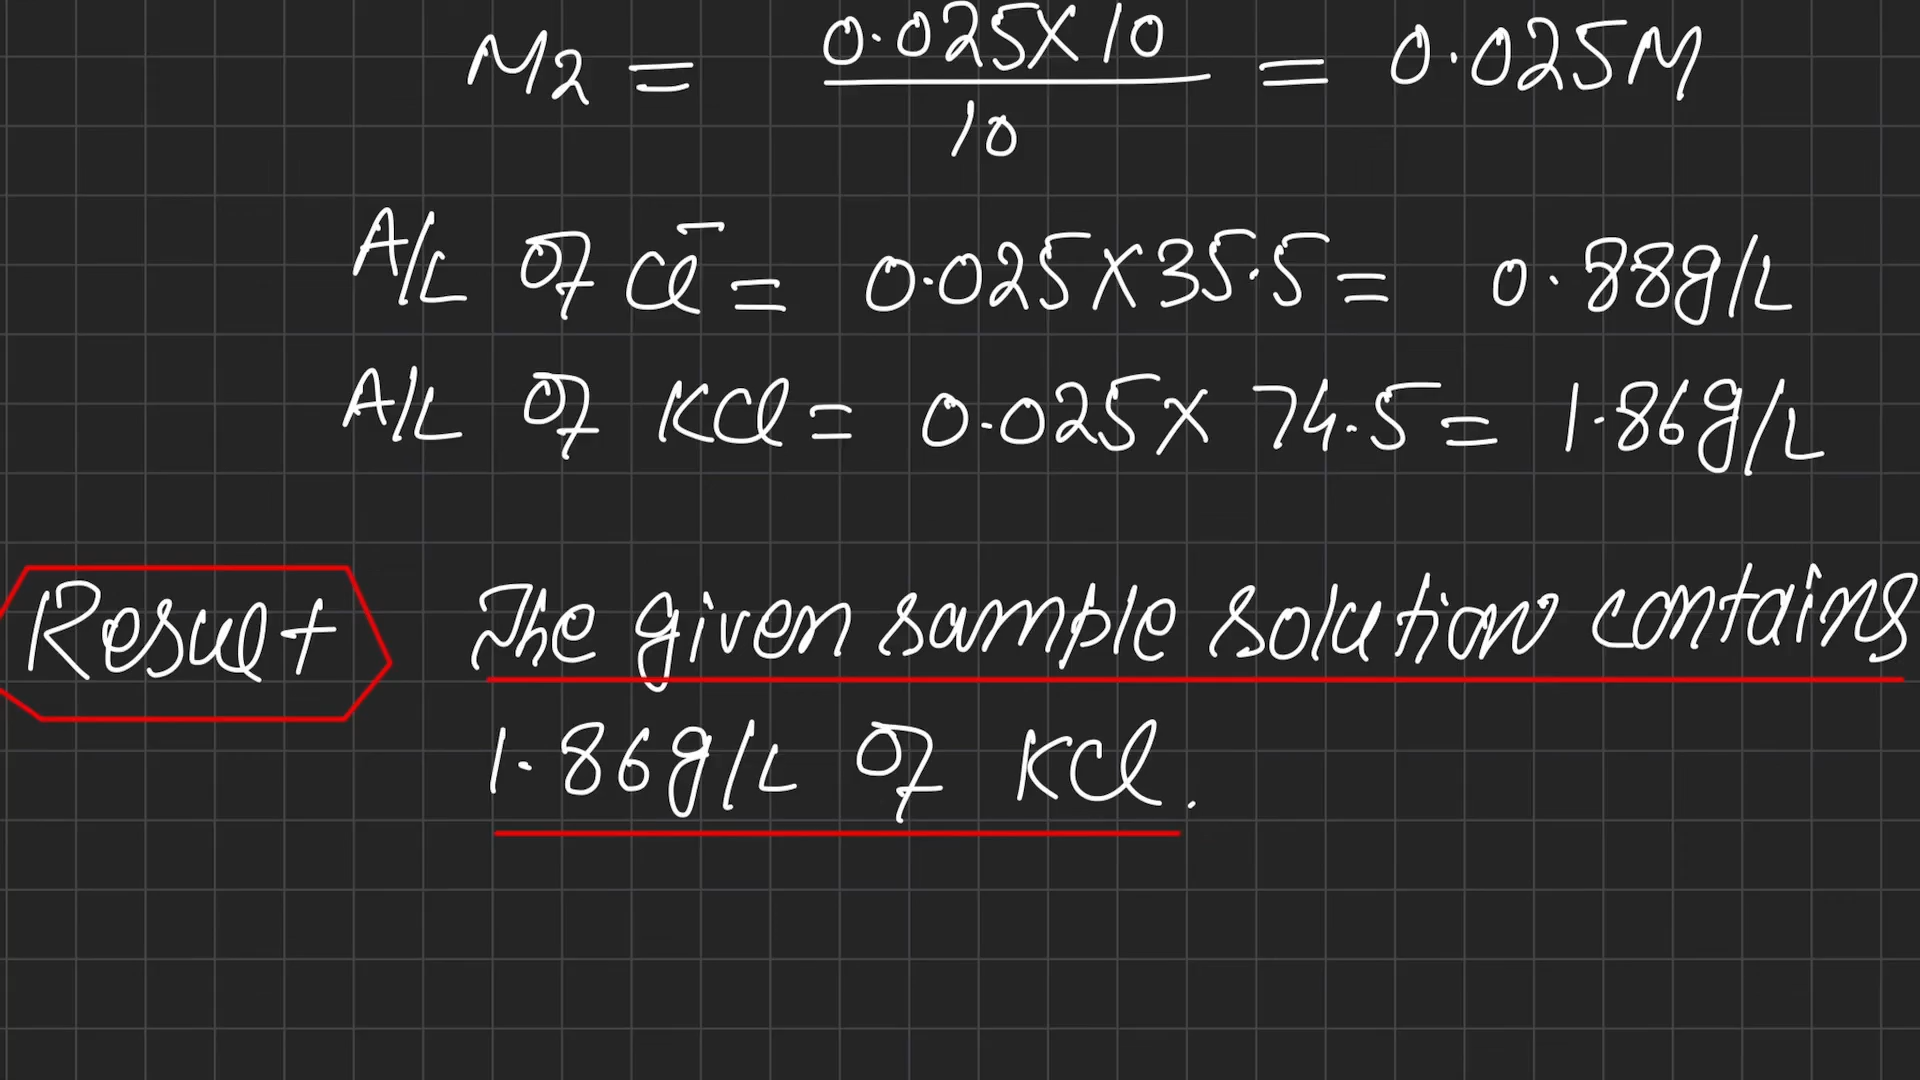 M2 = 0.025X10 / 10 = 0.025M
A/L of Cl¯ = 0.025X35.5 = 0.88g/L
A/L of KCl = 0.025X 74.5 = 1.86g/L
Result The given sample solution contains
1.86g/L of KCl.